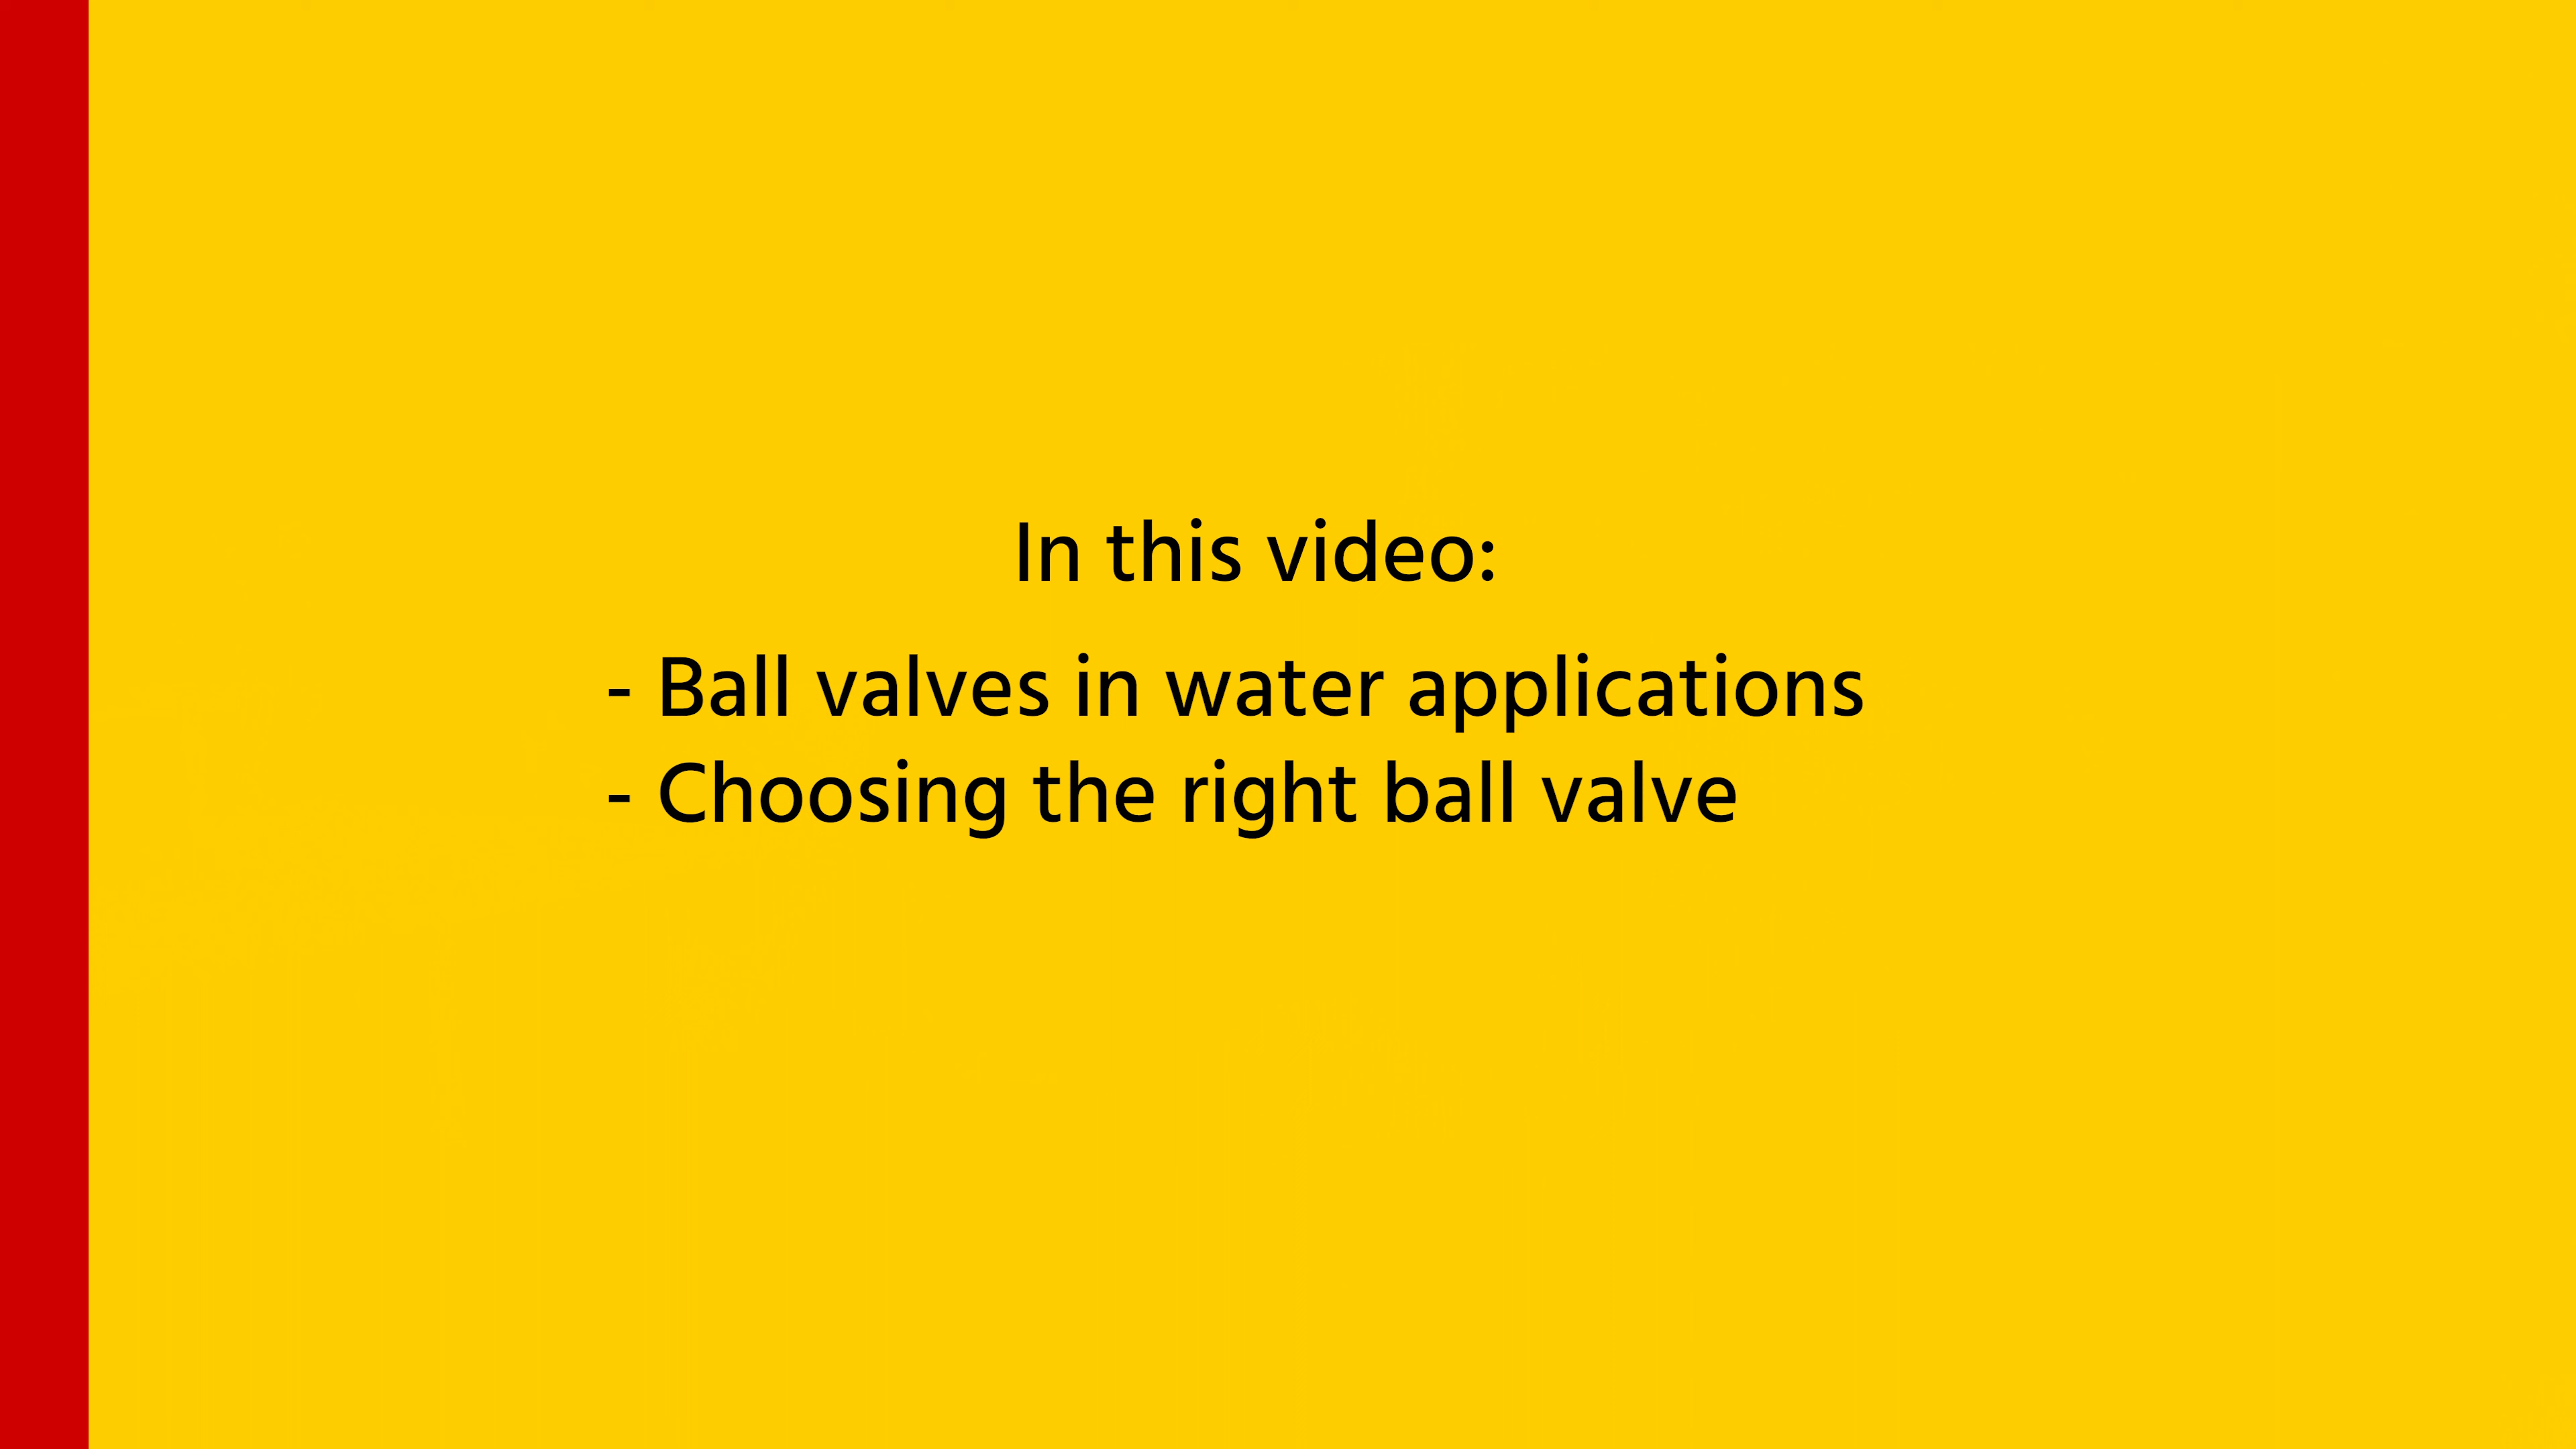 In this video:
- Ball valves in water applications
- Choosing the right ball valve